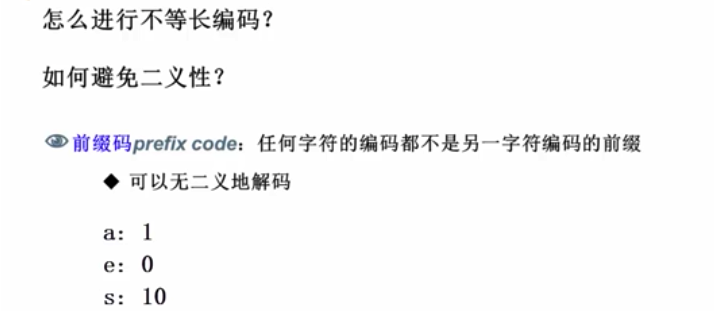 怎么进行不等长编码？
如何避免二义性？
前缀码prefix code：任何字符的编码都不是另一字符编码的前缀
◆ 可以无二义地解码
a: 1
e: 0
s: 10